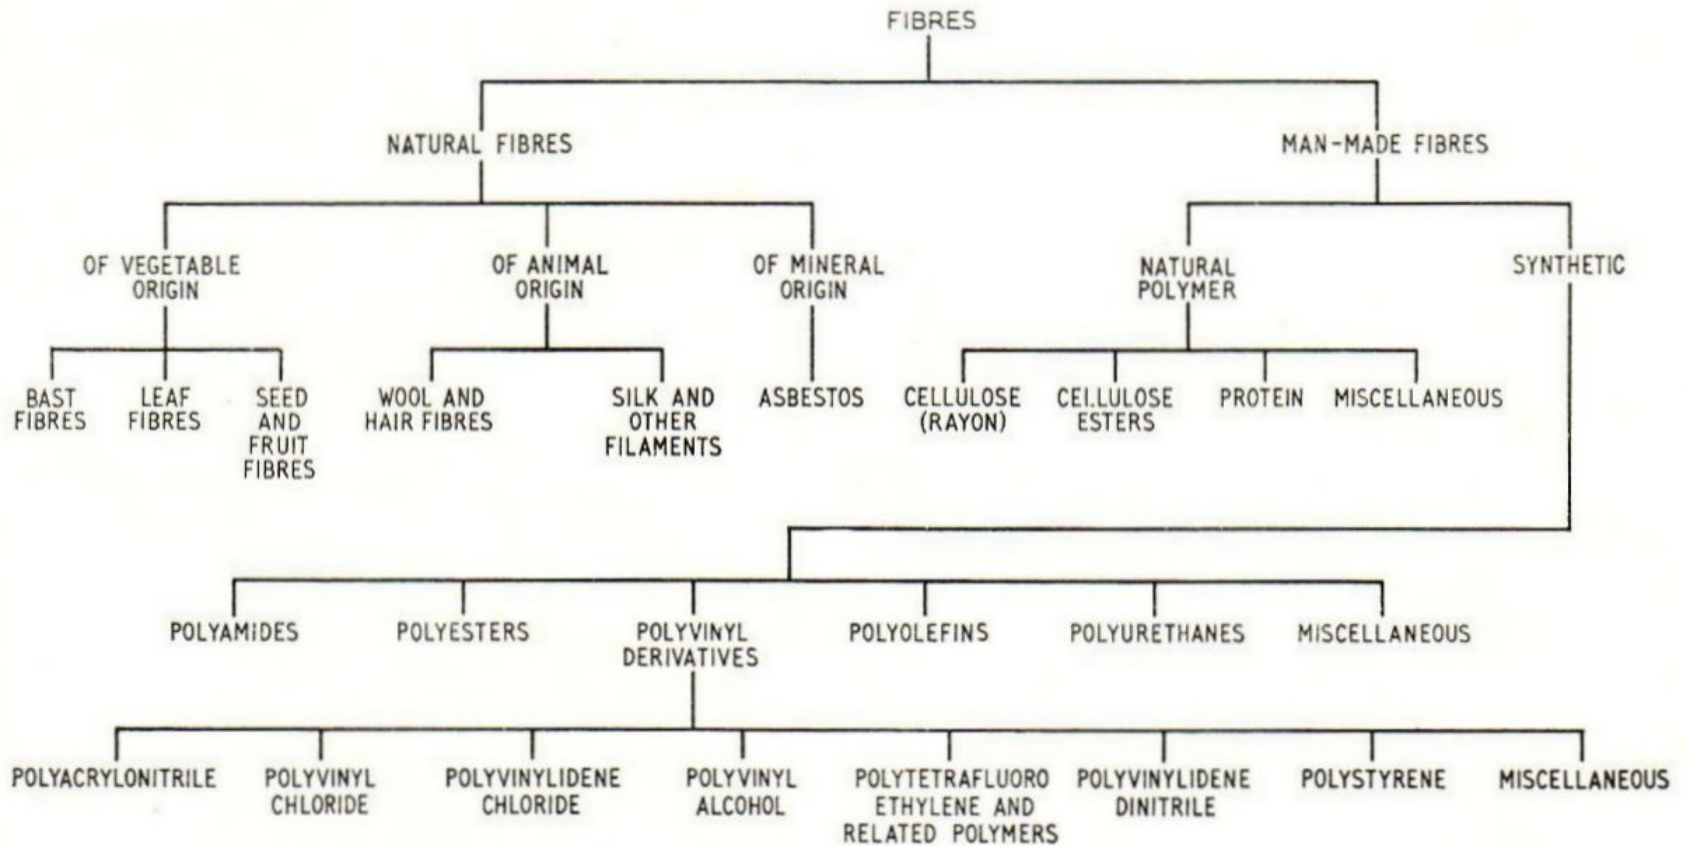 FIBRES
NATURAL FIBRES
MAN-MADE FIBRES
OF VEGETABLE
ORIGIN
OF ANIMAL
ORIGIN
OF MINERAL
ORIGIN
NATURAL
POLYMER
SYNTHETIC
BAST
FIBRES
LEAF
FIBRES
SEED
AND
FRUIT
FIBRES
WOOL AND
HAIR FIBRES
SILK AND
OTHER
FILAMENTS
ASBESTOS
CELLULOSE
(RAYON)
CELLULOSE
ESTERS
PROTEIN
MISCELLANEOUS
POLYAMIDES
POLYESTERS
POLYVINYL
DERIVATIVES
POLYOLEFINS
POLYURETHANES
MISCELLANEOUS
POLYACRYLONITRILE
POLYVINYL
CHLORIDE
POLYVINYLIDENE
CHLORIDE
POLYVINYL
ALCOHOL
POLYTETRAFLUORO
ETHYLENE AND
RELATED POLYMERS
POLYVINYLIDENE
DINITRILE
POLYSTYRENE
MISCELLANEOUS